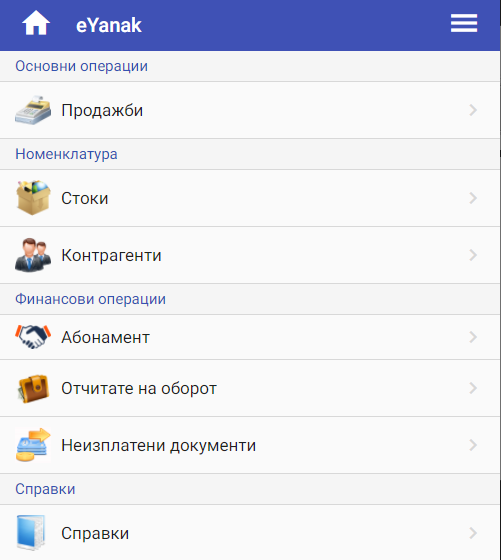 eYanak
Основни операции
Продажби
Номенклатура
Стоки
Контрагенти
Финансови операции
Абонамент
Отчитате на оборот
Неизплатени документи
Справки
Справки